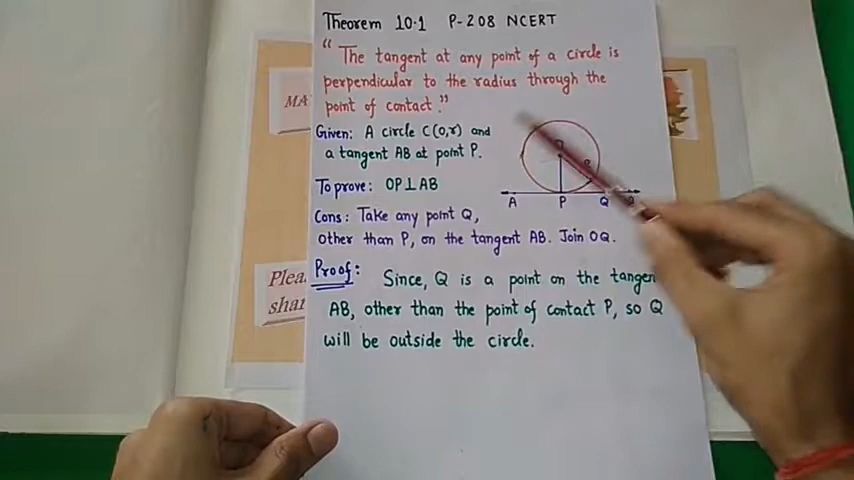 Theorem 10.1 P-208 NCERT
" The tangent at any point of a circle is
perpendicular to the radius through the
point of contact."
Given: A circle C(O,r) and
a tangent AB at point P.
To prove: OP⊥AB
Cons: Take any point Q,
other than P, on the tangent AB. Join OQ.
A P Q
Proof: Since, Q is a point on the
AB, other than the point of contact P, so Q
will be outside the circle.
MA
Plea
shar